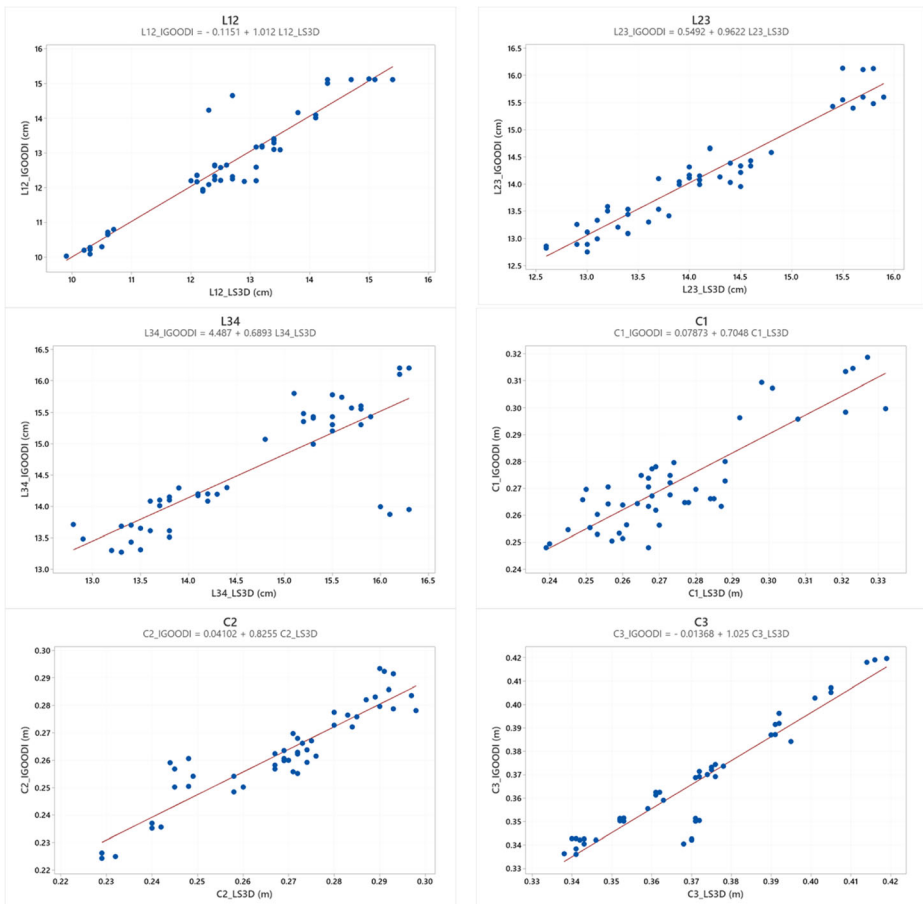 L12
L12_IGOODI = - 0.1151 + 1.012 L12_LS3D
16
15
14
13
12
11
10
L12_IGOODI (cm)
10 11 12 13 14 15 16
L12_LS3D (cm)
L23
L23_IGOODI = 0.5492 + 0.9622 L23_LS3D
16.5
16.0
15.5
15.0
14.5
14.0
13.5
13.0
12.5
L23_IGOODI (cm)
12.5 13.0 13.5 14.0 14.5 15.0 15.5 16.0
L23_LS3D (cm)
L34
L34_IGOODI = 4.487 + 0.6893 L34_LS3D
16.5
16.0
15.5
15.0
14.5
14.0
13.5
13.0
L34_IGOODI (cm)
13.0 13.5 14.0 14.5 15.0 15.5 16.0 16.5
L34_LS3D (cm)
C1
C1_IGOODI = 0.07873 + 0.7048 C1_LS3D
0.32
0.31
0.30
0.29
0.28
0.27
0.26
0.25
0.24
C1_IGOODI (m)
0.24 0.25 0.26 0.27 0.28 0.29 0.30 0.31 0.32 0.33
C1_LS3D (m)
C2
C2_IGOODI = 0.04102 + 0.8255 C2_LS3D
0.30
0.29
0.28
0.27
0.26
0.25
0.24
0.23
0.22
C2_IGOODI (m)
0.22 0.23 0.24 0.25 0.26 0.27 0.28 0.29 0.30
C2_LS3D (m)
C3
C3_IGOODI = - 0.01368 + 1.025 C3_LS3D
0.42
0.41
0.40
0.39
0.38
0.37
0.36
0.35
0.34
0.33
C3_IGOODI (m)
0.33 0.34 0.35 0.36 0.37 0.38 0.39 0.40 0.41 0.42
C3_LS3D (m)